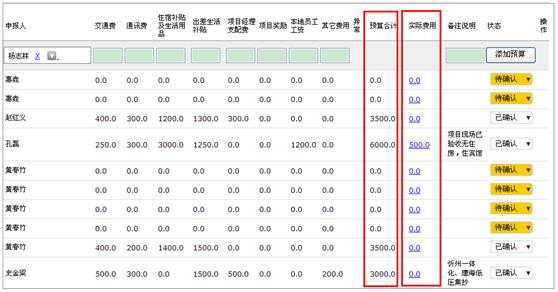 申报人 交通费 通讯费 住宿补贴及生活用品 出差生活补贴 项目经理支配费 项目奖励 本地员工工资 其它费用 异常 预算合计 实际费用 备注说明 状态 操作
杨志林 X 添加预算
惠垚 0.0 0.0 0.0 0.0 0.0 0.0 0.0 0.0 0.0 0.0 待确认
惠垚 0.0 0.0 0.0 0.0 0.0 0.0 0.0 0.0 0.0 0.0 待确认
赵红义 400.0 300.0 1200.0 1300.0 300.0 0.0 0.0 0.0 3500.0 0.0 已确认
孔磊 250.0 300.0 3000.0 1250.0 0.0 0.0 1200.0 0.0 6000.0 500.0 项目现场已验收无住房，住宾馆 已确认
黄春竹 0.0 0.0 0.0 0.0 0.0 0.0 0.0 0.0 0.0 0.0 待确认
黄春竹 0.0 0.0 0.0 0.0 0.0 0.0 0.0 0.0 0.0 0.0 待确认
黄春竹 0.0 0.0 0.0 0.0 0.0 0.0 0.0 0.0 0.0 0.0 待确认
黄春竹 0.0 0.0 0.0 0.0 0.0 0.0 0.0 0.0 0.0 0.0 待确认
黄春竹 400.0 200.0 1400.0 1500.0 0.0 0.0 0.0 0.0 3500.0 0.0 已确认
史金梁 500.0 300.0 0.0 1500.0 500.0 0.0 0.0 200.0 3000.0 0.0 忻州一体化、唐海低压集抄 已确认